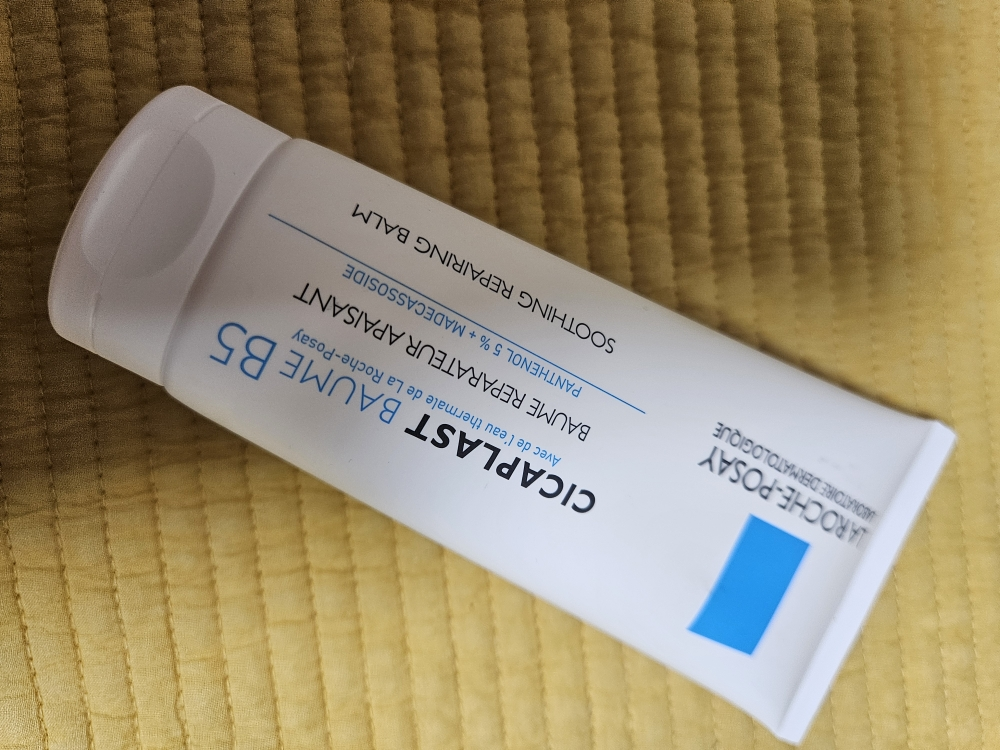 LA ROCHE-POSAY
LABORATOIRE DERMATOLOGIQUE
CICAPLAST BAUME B5
Avec de l'eau thermale de La Roche-Posay
BAUME RÉPARATEUR APAISANT
PANTHENOL 5 % + MADECASSOSIDE
SOOTHING REPAIRING BALM